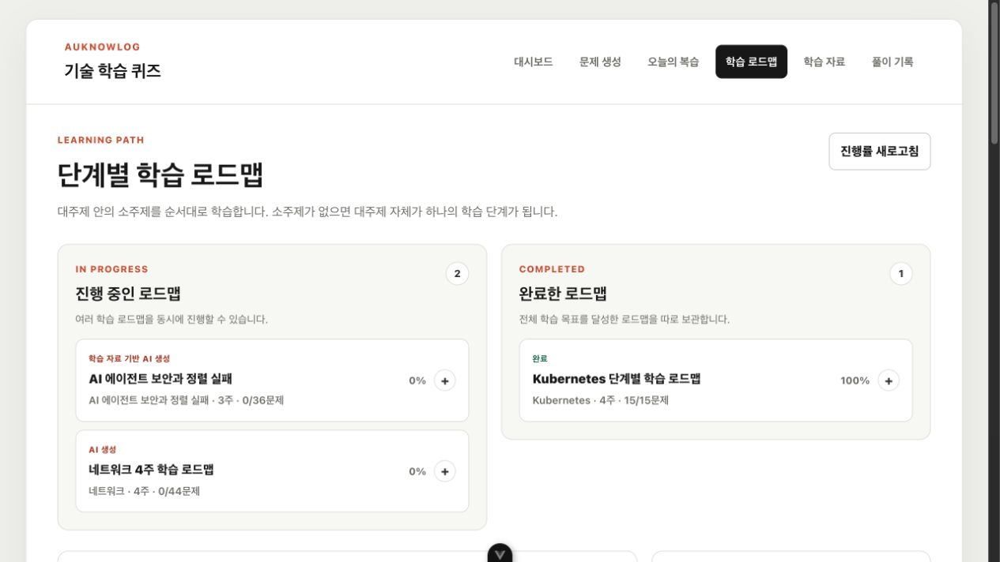 AUKNOWLOG
기술 학습 퀴즈
대시보드
문제 생성
오늘의 복습
학습 로드맵
학습 자료
풀이 기록
LEARNING PATH
단계별 학습 로드맵
진행률 새로고침
대주제 안의 소주제를 순서대로 학습합니다. 소주제가 없으면 대주제 자체가 하나의 학습 단계가 됩니다.
IN PROGRESS
2
진행 중인 로드맵
여러 학습 로드맵을 동시에 진행할 수 있습니다.
학습 자료 기반 AI 생성
AI 에이전트 보안과 정렬 실패
0%
+
AI 에이전트 보안과 정렬 실패 · 3주 · 0/36문제
AI 생성
네트워크 4주 학습 로드맵
0%
+
네트워크 · 4주 · 0/44문제
COMPLETED
1
완료한 로드맵
전체 학습 목표를 달성한 로드맵을 따로 보관합니다.
완료
Kubernetes 단계별 학습 로드맵
100%
+
Kubernetes · 4주 · 15/15문제